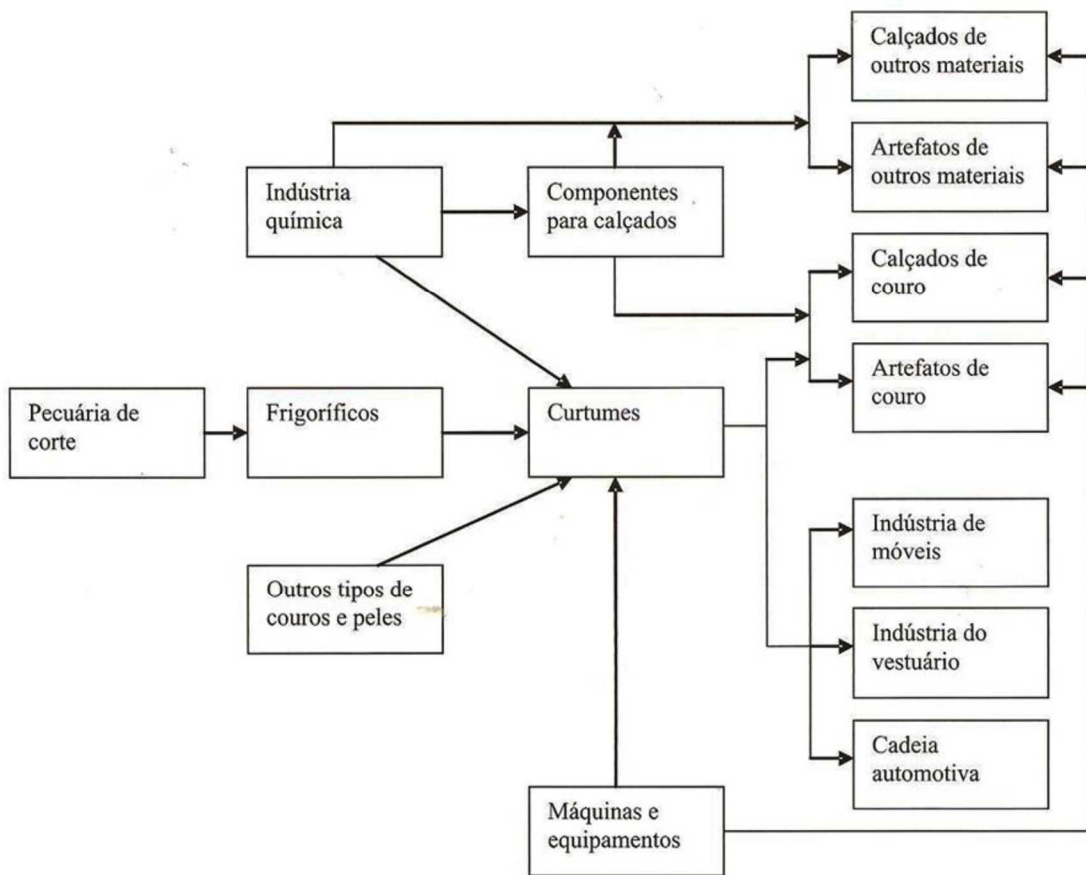 Calçados de
outros materiais
Artefatos de
outros materiais
Indústria
química
Componentes
para calçados
Calçados de
couro
Artefatos de
couro
Pecuária de
corte
Frigoríficos
Curtumes
Indústria de
móveis
Outros tipos de
couros e peles
Indústria do
vestuário
Cadeia
automotiva
Máquinas e
equipamentos